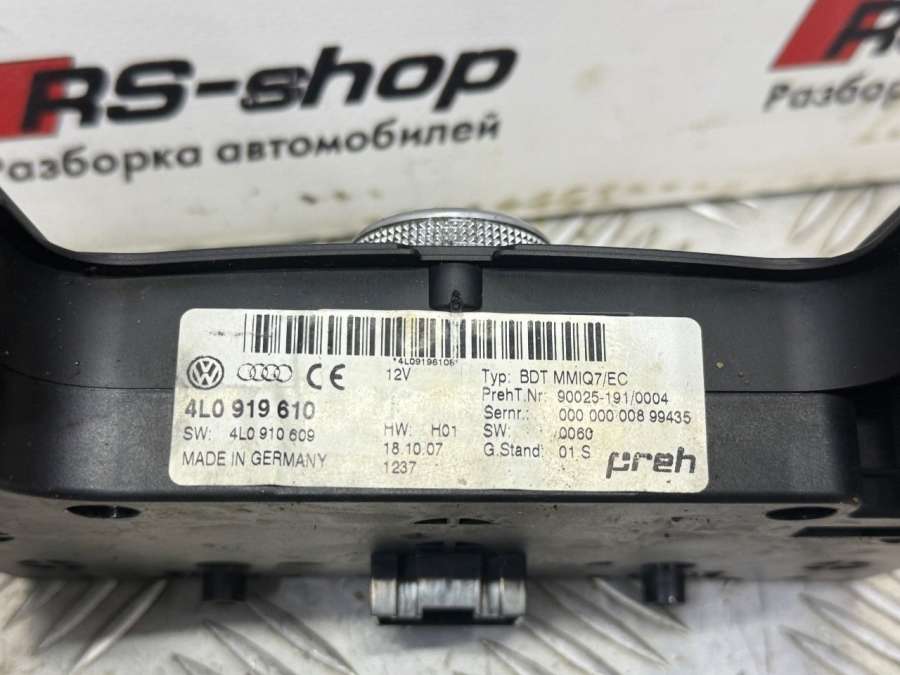 RS-shop
Разборка автомобилей
RS
Разбор
*4L0919610B*
12V
4L0 919 610
SW: 4L0 910 609
MADE IN GERMANY
HW: H01
18.10.07
1237
Typ: BDT MMIQ7/EC
PrehT.Nr: 90025-191/0004
Sernr.: 000 000 008 99435
SW: 0060
G.Stand: 01 S
preh